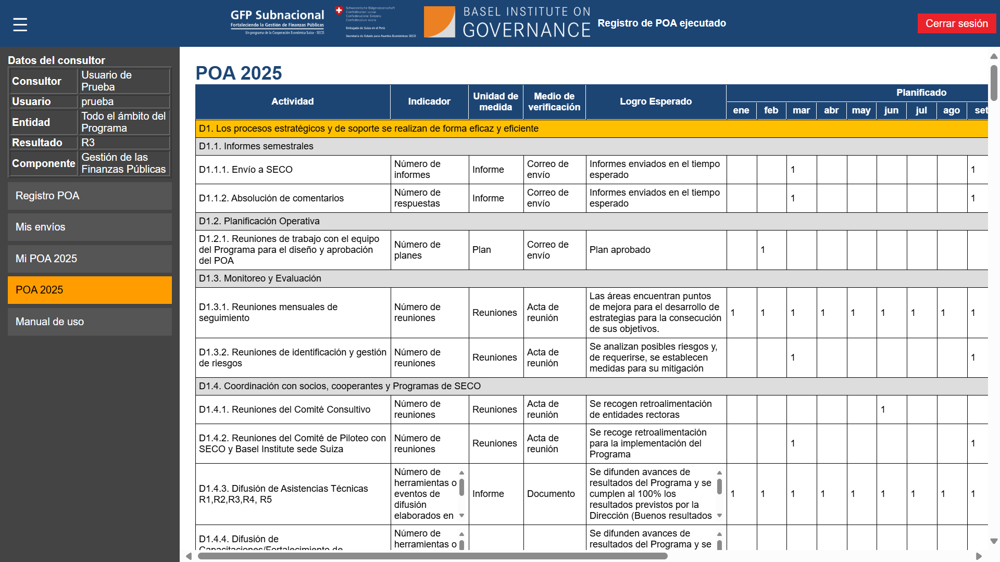 GFP Subnacional
Fortaleciendo la Gestión de Finanzas Públicas
Un programa de la Cooperación Económica Suiza - SECO
Schweizerische Eidgenossenschaft
Confédération suisse
Confederazione Svizzera
Confederaziun svizra
Embajada de Suiza en el Perú
Secretaría de Estado para Asuntos Económicos SECO
BASEL INSTITUTE ON
GOVERNANCE
Registro de POA ejecutado
Cerrar sesión
Datos del consultor
Consultor
Usuario de
Prueba
Usuario
prueba
Entidad
Todo el ámbito del
Programa
Resultado
R3
Componente
Gestión de las
Finanzas Públicas
Registro POA
Mis envíos
Mi POA 2025
POA 2025
Manual de uso
POA 2025
Actividad
Indicador
Unidad de
medida
Medio de
verificación
Logro Esperado
Planificado
ene feb mar abr may jun jul ago set
D1. Los procesos estratégicos y de soporte se realizan de forma eficaz y eficiente
D1.1. Informes semestrales
D1.1.1. Envío a SECO
Número de
informes
Informe
Correo de
envío
Informes enviados en el tiempo
esperado
1 1
D1.1.2. Absolución de comentarios
Número de
respuestas
Informe
Correo de
envío
Informes enviados en el tiempo
esperado
1 1
D1.2. Planificación Operativa
D1.2.1. Reuniones de trabajo con el equipo
del Programa para el diseño y aprobación
del POA
Número de
planes
Plan
Correo de
envío
Plan aprobado
1
D1.3. Monitoreo y Evaluación
D1.3.1. Reuniones mensuales de
seguimiento
Número de
reuniones
Reuniones
Acta de
reunión
Las áreas encuentran puntos
de mejora para el desarrollo de
estrategias para la consecución
de sus objetivos.
1 1 1 1 1 1 1 1 1
D1.3.2. Reuniones de identificación y gestión
de riesgos
Número de
reuniones
Reuniones
Acta de
reunión
Se analizan posibles riesgos y,
de requerirse, se establecen
medidas para su mitigación
1 1
D1.4. Coordinación con socios, cooperantes y Programas de SECO
D1.4.1. Reuniones del Comité Consultivo
Número de
reuniones
Reuniones
Acta de
reunión
Se recogen retroalimentación
de entidades rectoras
1
D1.4.2. Reuniones del Comité de Piloteo con
SECO y Basel Institute sede Suiza
Número de
reuniones
Reuniones
Acta de
reunión
Se recoge retroalimentación
para la implementación del
Programa
1 1
D1.4.3. Difusión de Asistencias Técnicas
R1,R2,R3,R4, R5
Número de
herramientas o
eventos de
difusión
elaborados en
Informe
Documento
Se difunden avances de
resultados del Programa y se
cumplen al 100% los
resultados previstos por la
Dirección (Buenos resultados
1 1 1 1 1 1 1 1 1
D1.4.4. Difusión de
Capacitaciones/Fortalecimiento de
Número de
herramientas o
Se difunden avances de
resultados del Programa y se